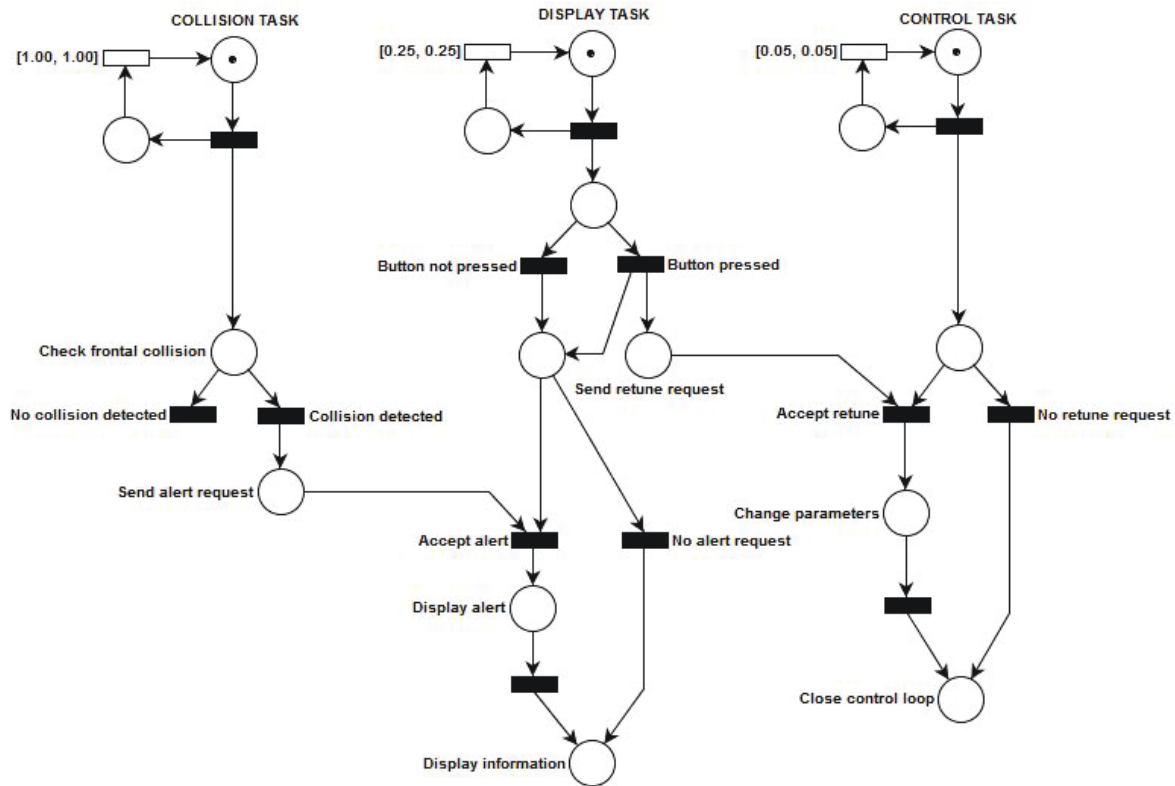 COLLISION TASK
DISPLAY TASK
CONTROL TASK
[1.00, 1.00]
[0.25, 0.25]
[0.05, 0.05]
Button not pressed
Button pressed
Check frontal collision
Send retune request
No collision detected
Collision detected
Accept retune
No retune request
Send alert request
Change parameters
Accept alert
No alert request
Display alert
Close control loop
Display information